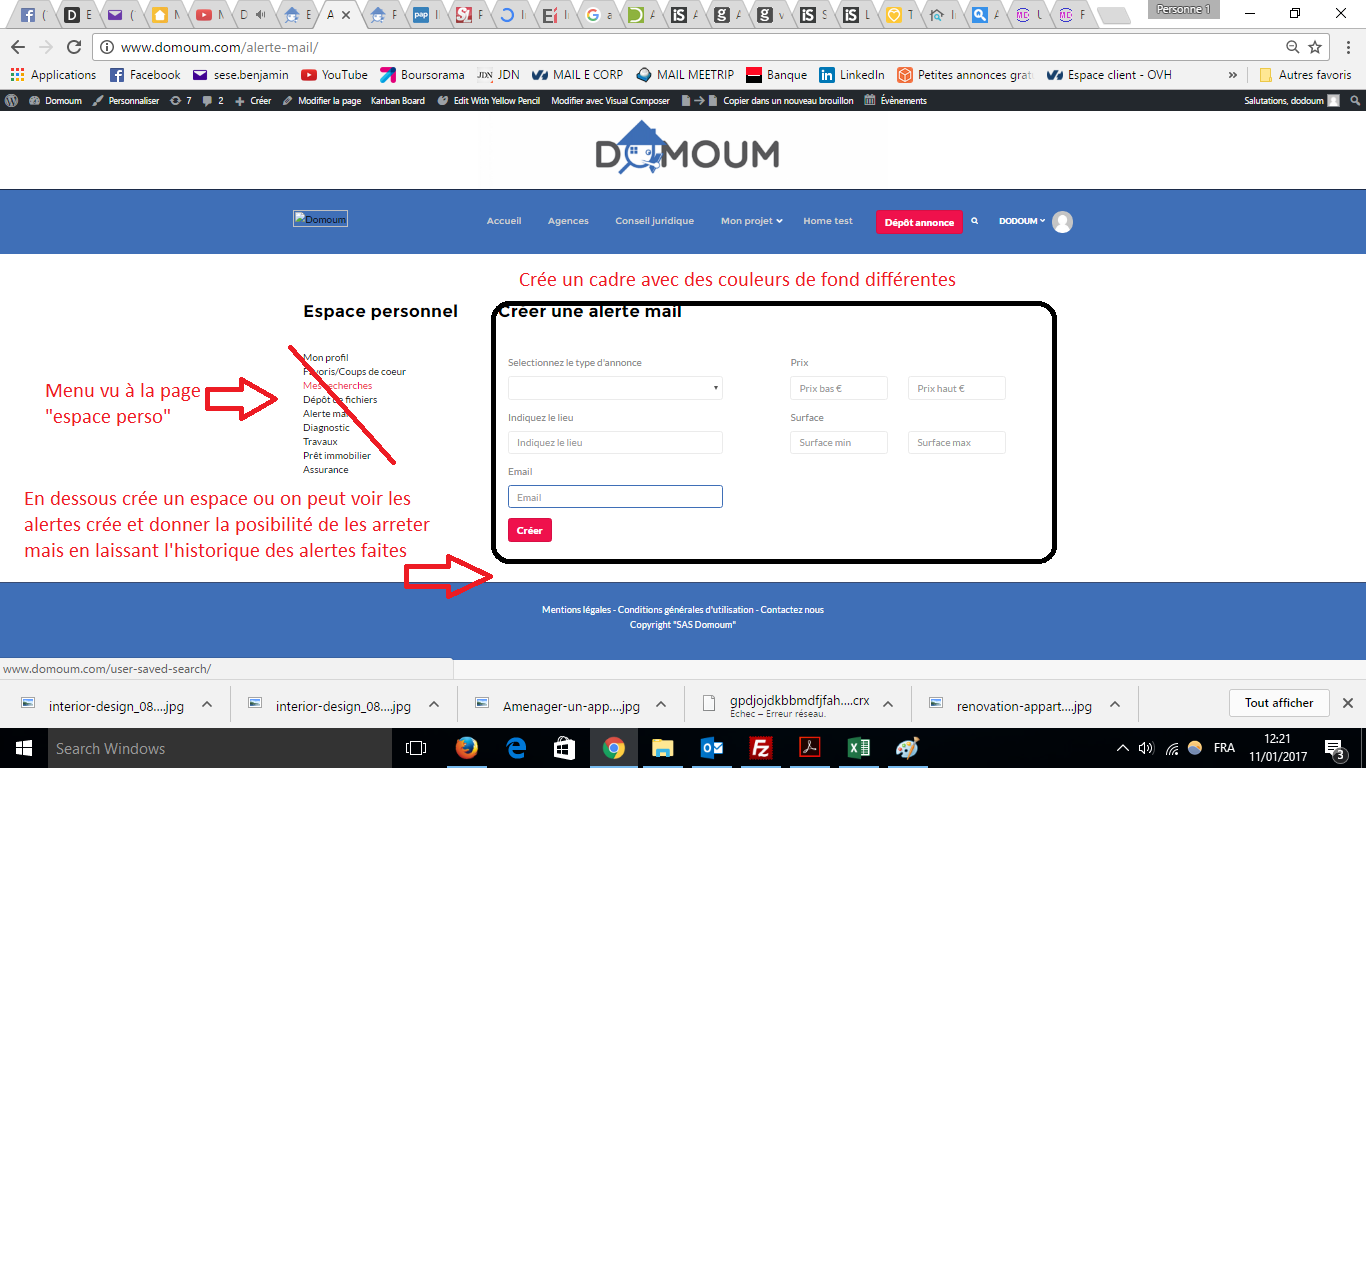 Personne 1
www.domoum.com/alerte-mail/
Applications Facebook sese.benjamin YouTube Boursorama JDN MAIL E CORP MAIL MEETRIP Banque LinkedIn Petites annonces grat Espace client - OVH » Autres favoris
Domoum Personnaliser 7 2 Créer Modifier la page Kanban Board Edit With Yellow Pencil Modifier avec Visual Composer Copier dans un nouveau brouillon Évènements Salutations, dodoum
DOMOUM
Domoum Accueil Agences Conseil juridique Mon projet Home test Dépôt annonce DODOUM
Crée un cadre avec des couleurs de fond différentes
Espace personnel
Mon profil
Favoris/Coups de coeur
Mes recherches
Dépôt de fichiers
Alerte mail
Diagnostic
Travaux
Prêt immobilier
Assurance
Menu vu à la page
"espace perso"
Créer une alerte mail
Selectionnez le type d'annonce Prix
Prix bas € Prix haut €
Indiquez le lieu Surface
Indiquez le lieu Surface min Surface max
Email
Email
Créer
En dessous crée un espace ou on peut voir les
alertes crée et donner la posibilité de les arreter
mais en laissant l'historique des alertes faites
Mentions légales - Conditions générales d'utilisation - Contactez nous
Copyright "SAS Domoum"
www.domoum.com/user-saved-search/
interior-design_08....jpg interior-design_08....jpg Amenager-un-app....jpg gpdjojdkbbmdfjfah....crx renovation-appart....jpg Tout afficher
Échec – Erreur réseau.
Search Windows FRA 12:21
11/01/2017 3